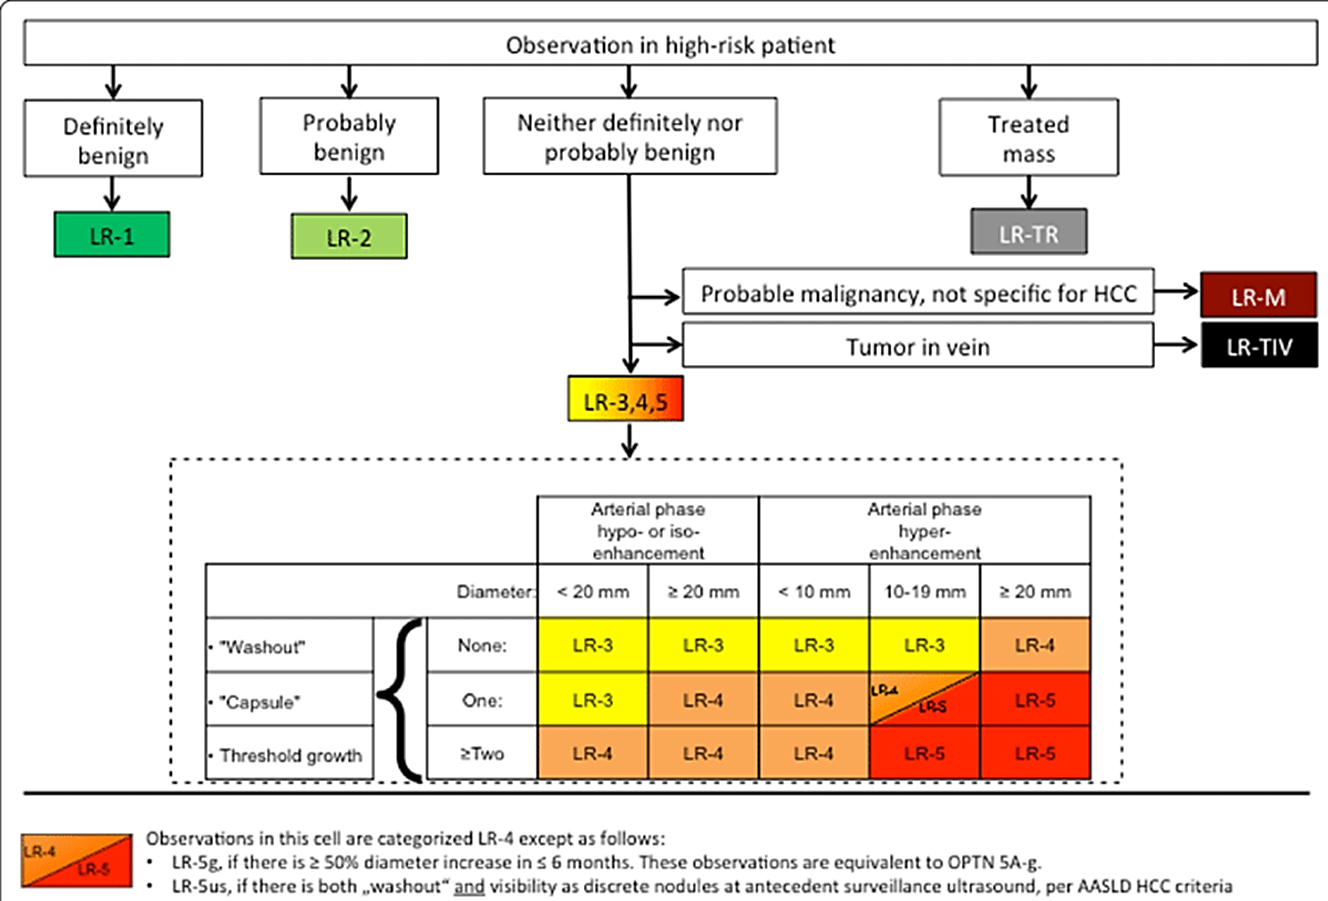 Observation in high-risk patient
Definitely
benign
Probably
benign
Neither definitely nor
probably benign
Treated
mass
LR-1
LR-2
LR-TR
Probable malignancy, not specific for HCC
LR-M
Tumor in vein
LR-TIV
LR-3,4,5
Arterial phase
hypo- or iso-
enhancement
Arterial phase
hyper-
enhancement
Diameter: < 20 mm ≥ 20 mm < 10 mm 10-19 mm ≥ 20 mm
• "Washout" None: LR-3 LR-3 LR-3 LR-3 LR-4
• "Capsule" One: LR-3 LR-4 LR-4 LR-4 LR-5 LR-5
• Threshold growth ≥Two LR-4 LR-4 LR-4 LR-5 LR-5
LR-4
LR-5
Observations in this cell are categorized LR-4 except as follows:
• LR-5g, if there is ≥ 50% diameter increase in ≤ 6 months. These observations are equivalent to OPTN 5A-g.
• LR-5us, if there is both „washout“ and visibility as discrete nodules at antecedent surveillance ultrasound, per AASLD HCC criteria